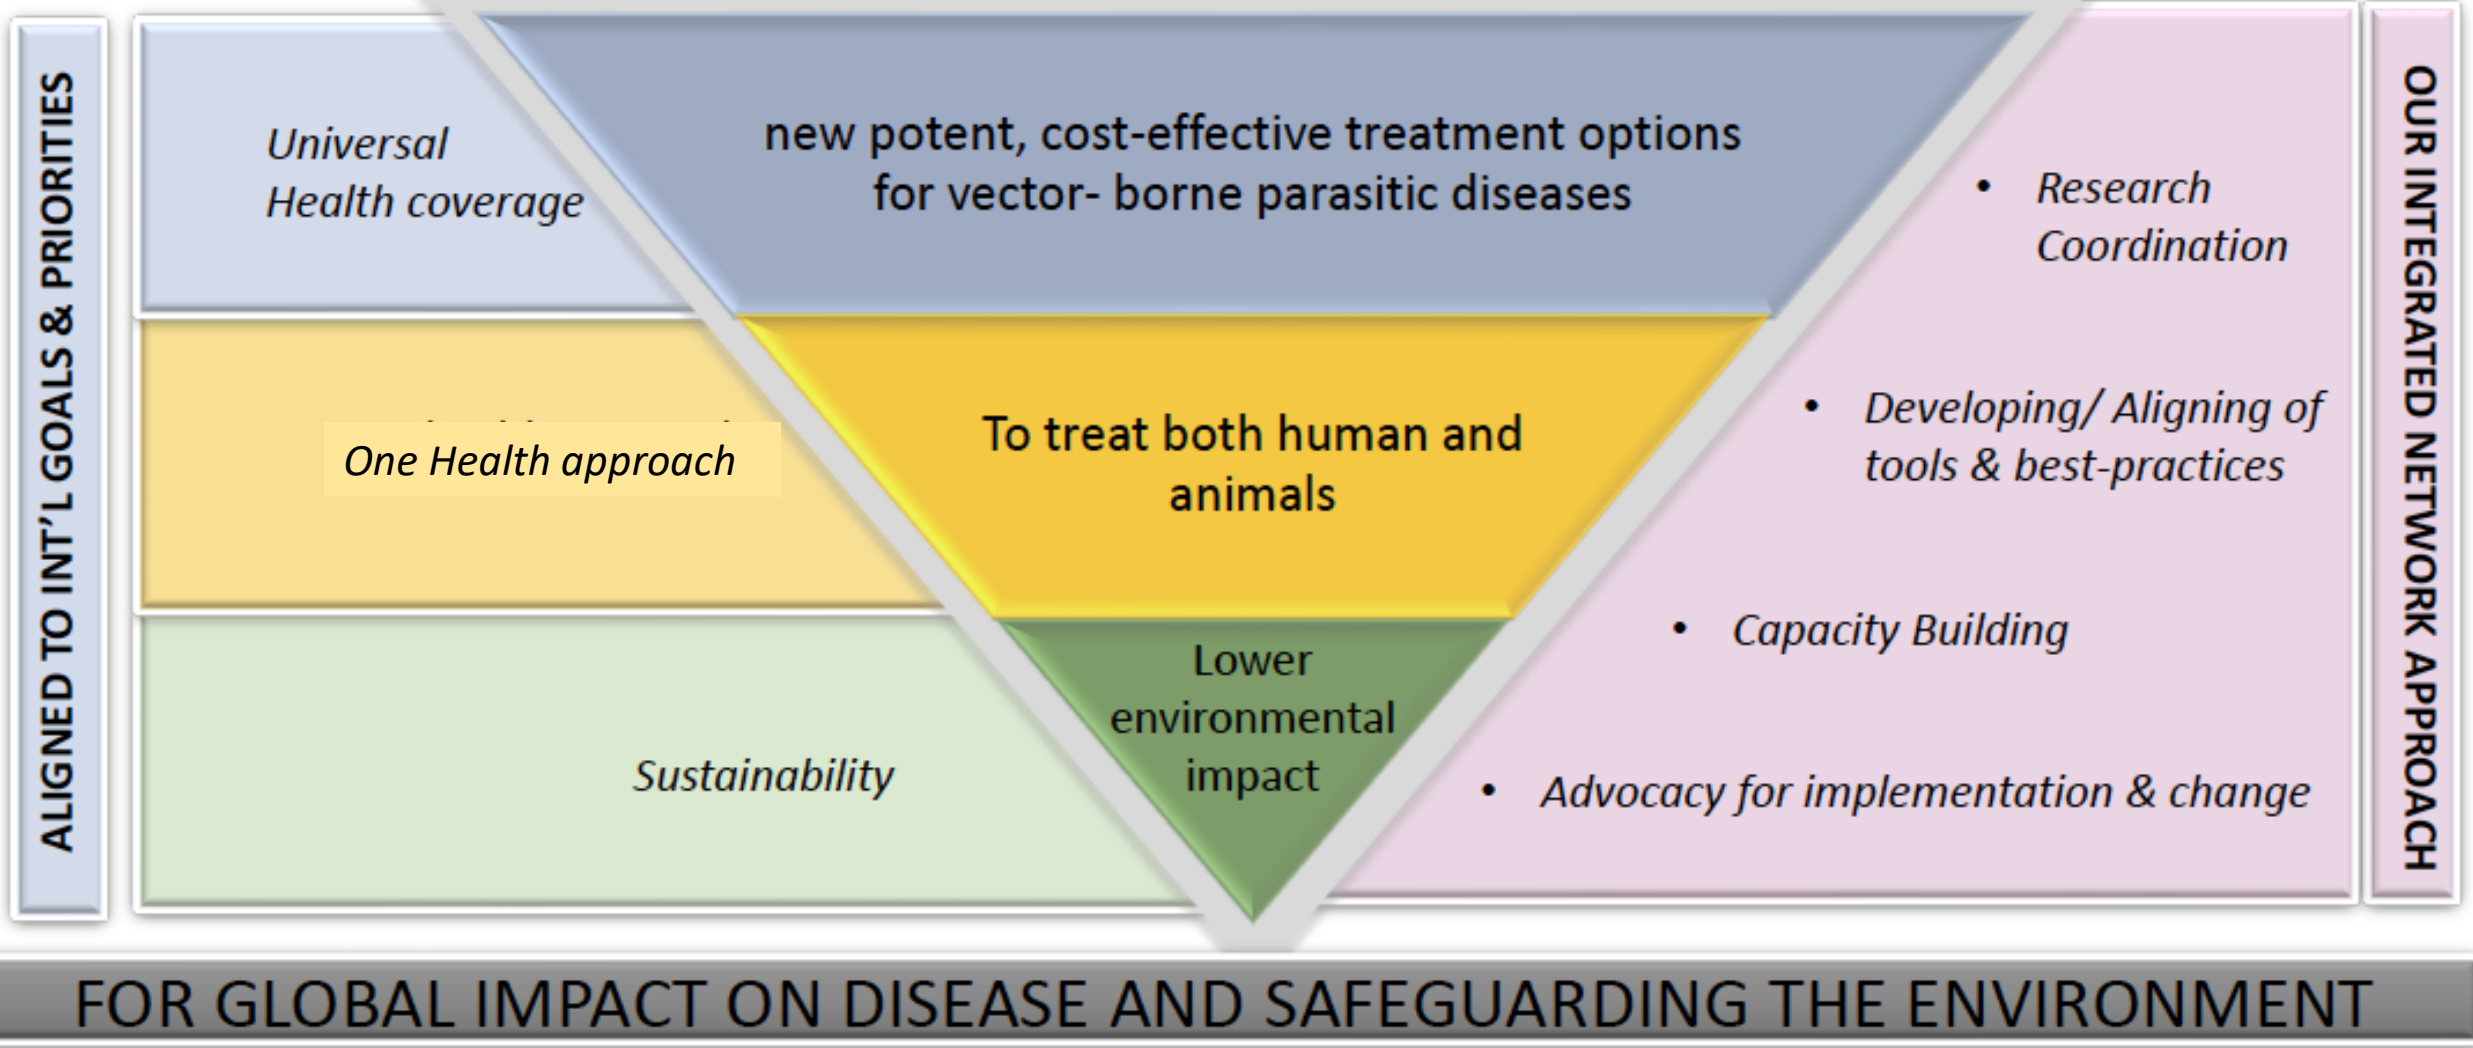 ALIGNED TO INT'L GOALS & PRIORITIES
Universal
Health coverage
One Health approach
Sustainability
new potent, cost-effective treatment options
for vector- borne parasitic diseases
To treat both human and
animals
Lower
environmental
impact
• Research
Coordination
• Developing/ Aligning of
tools & best-practices
• Capacity Building
• Advocacy for implementation & change
OUR INTEGRATED NETWORK APPROACH
FOR GLOBAL IMPACT ON DISEASE AND SAFEGUARDING THE ENVIRONMENT